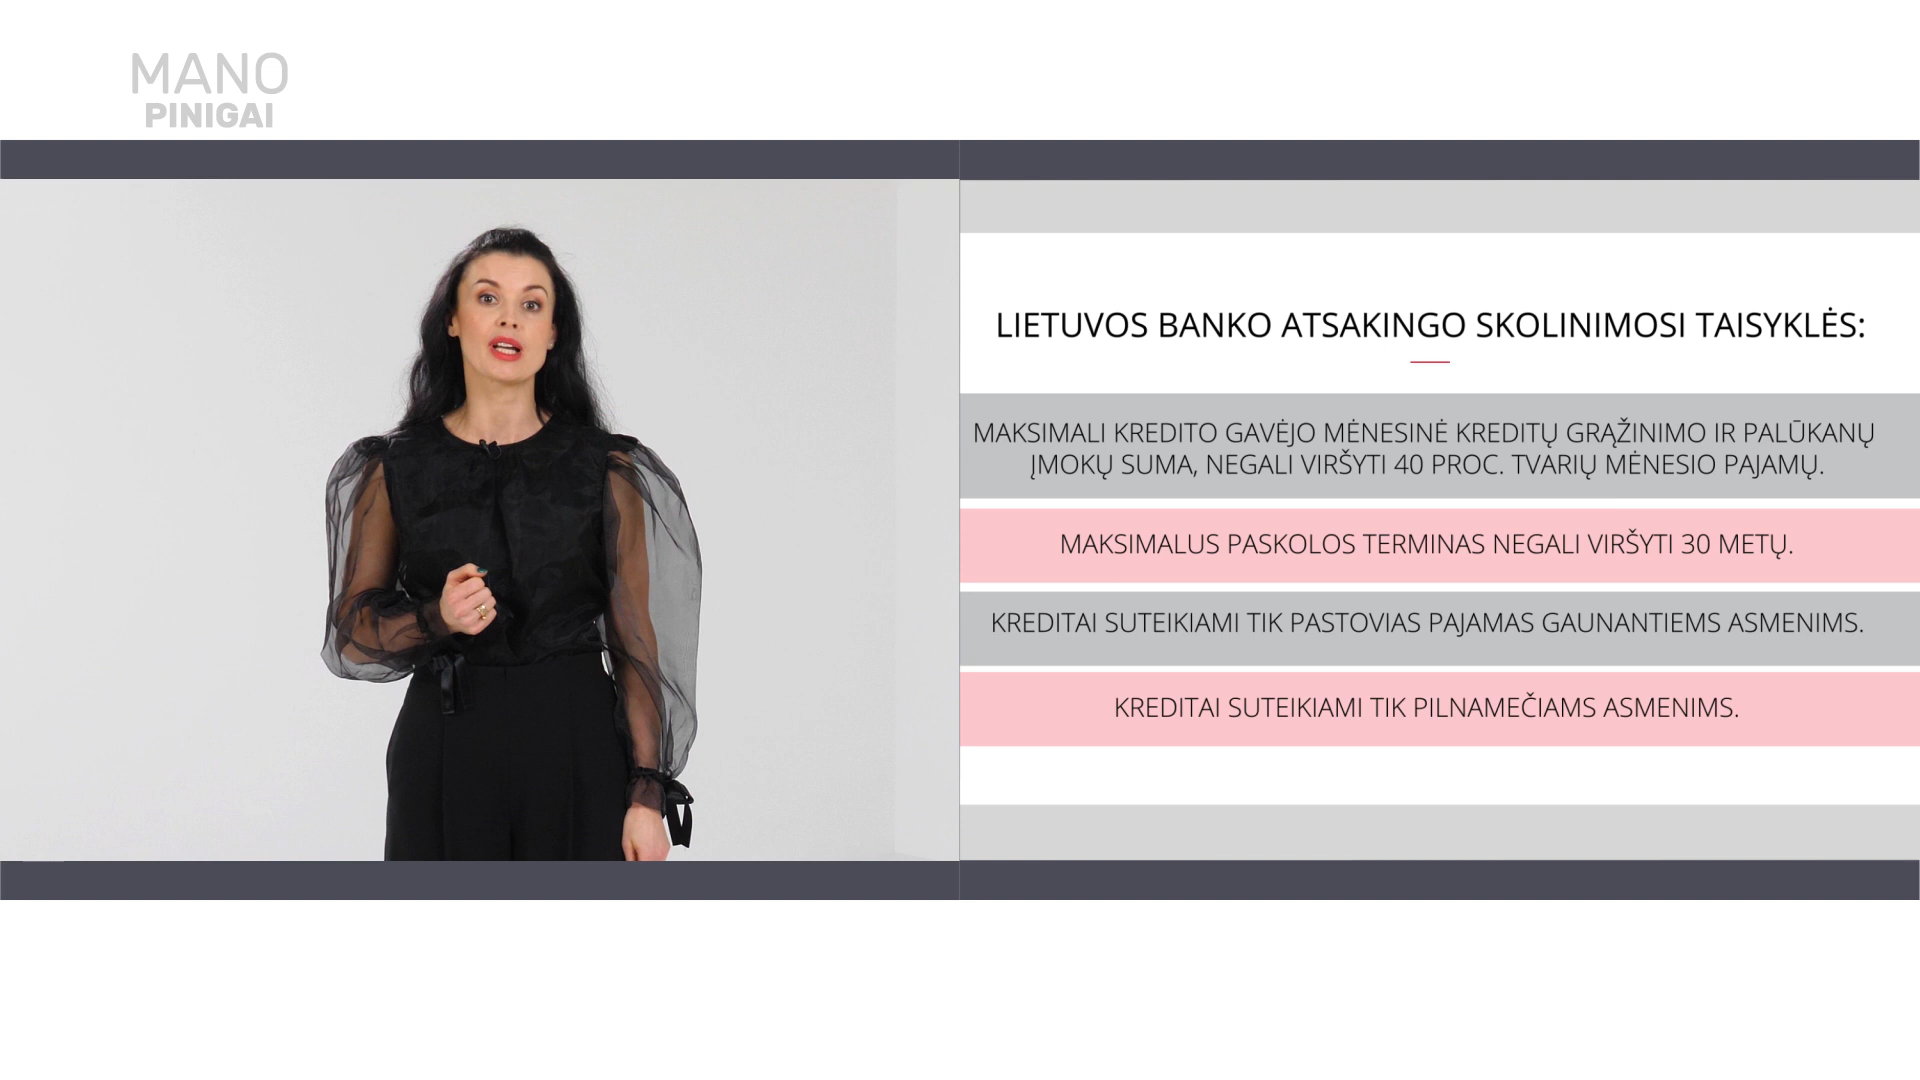 MANO
PINIGAI
LIETUVOS BANKO ATSAKINGO SKOLINIMOSI TAISYKLĖS:
MAKSIMALI KREDITO GAVĖJO MĖNESINĖ KREDITŲ GRĄŽINIMO IR PALŪKANŲ
ĮMOKŲ SUMA, NEGALI VIRŠYTI 40 PROC. TVARIŲ MĖNESIO PAJAMŲ.
MAKSIMALUS PASKOLOS TERMINAS NEGALI VIRŠYTI 30 METŲ.
KREDITAI SUTEIKIAMI TIK PASTOVIAS PAJAMAS GAUNANTIEMS ASMENIMS.
KREDITAI SUTEIKIAMI TIK PILNAMEČIAMS ASMENIMS.